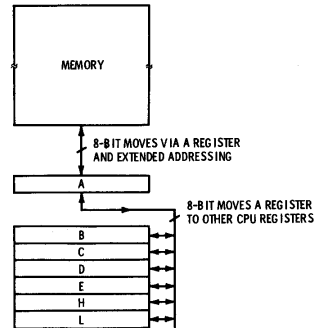 MEMORY
8-BIT MOVES VIA A REGISTER
AND EXTENDED ADDRESSING
A
8-BIT MOVES A REGISTER
TO OTHER CPU REGISTERS
B
C
D
E
H
L